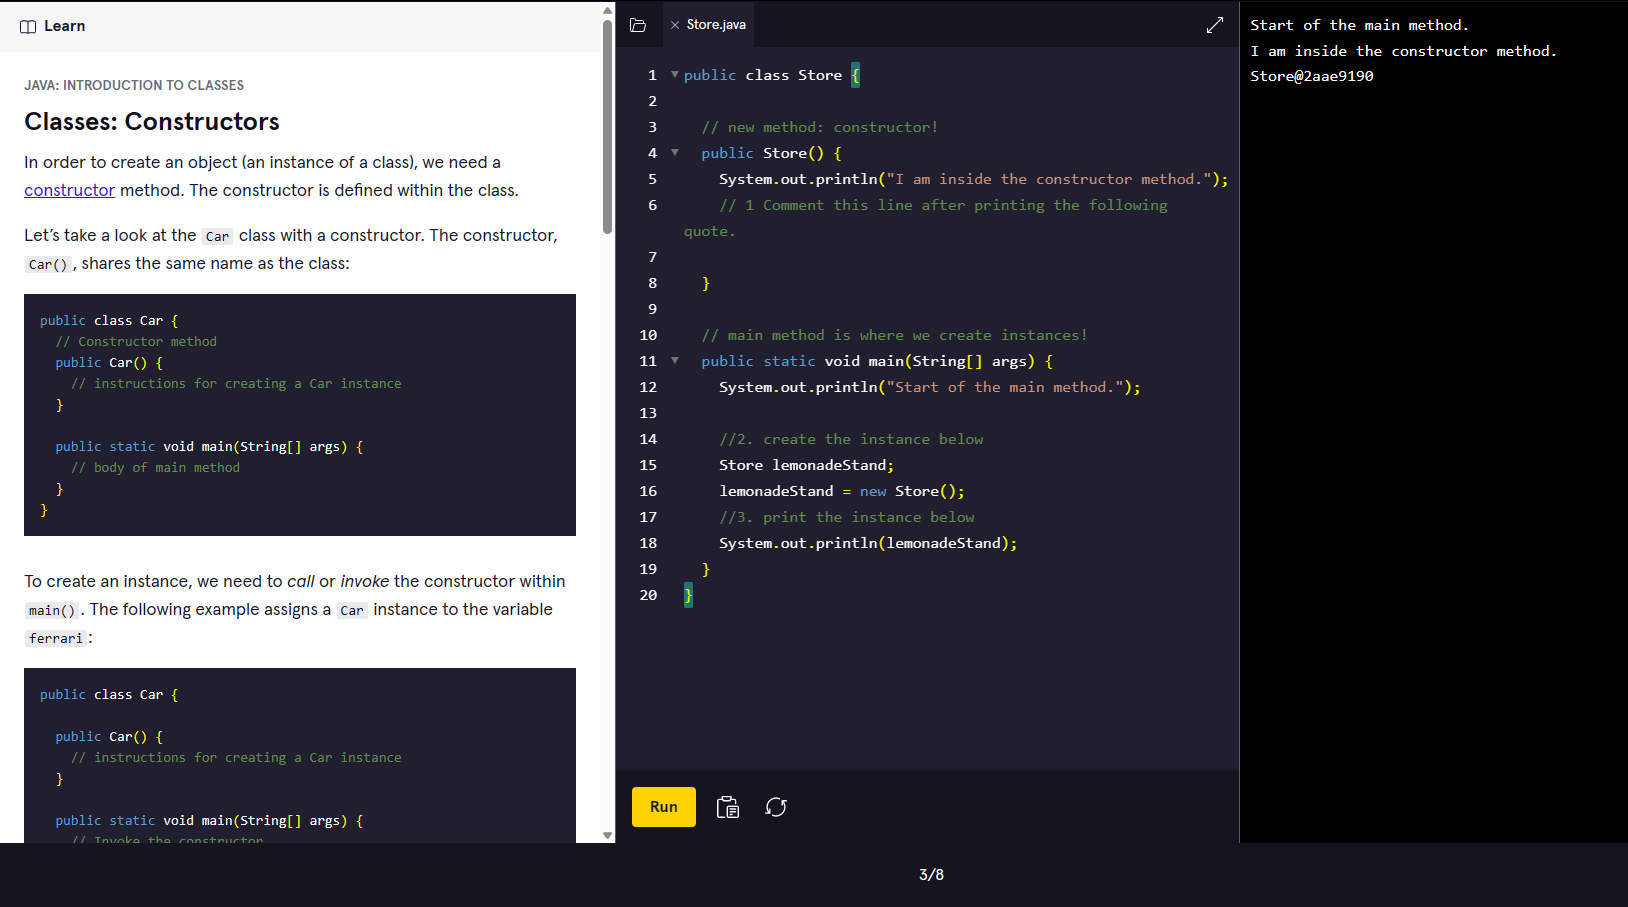 Learn
JAVA: INTRODUCTION TO CLASSES
Classes: Constructors
In order to create an object (an instance of a class), we need a
constructor method. The constructor is defined within the class.
Let’s take a look at the Car class with a constructor. The constructor,
Car() , shares the same name as the class:
public class Car {
// Constructor method
public Car() {
// instructions for creating a Car instance
}
public static void main(String[] args) {
// body of main method
}
}
To create an instance, we need to call or invoke the constructor within
main() . The following example assigns a Car instance to the variable
ferrari :
public class Car {
public Car() {
// instructions for creating a Car instance
}
public static void main(String[] args) {
// Invoke the constructor
Store.java
1 public class Store {
2
3 // new method: constructor!
4 public Store() {
5 System.out.println("I am inside the constructor method.");
6 // 1 Comment this line after printing the following
quote.
7
8 }
9
10 // main method is where we create instances!
11 public static void main(String[] args) {
12 System.out.println("Start of the main method.");
13
14 //2. create the instance below
15 Store lemonadeStand;
16 lemonadeStand = new Store();
17 //3. print the instance below
18 System.out.println(lemonadeStand);
19 }
20 }
Run
Start of the main method.
I am inside the constructor method.
Store@2aae9190
3/8